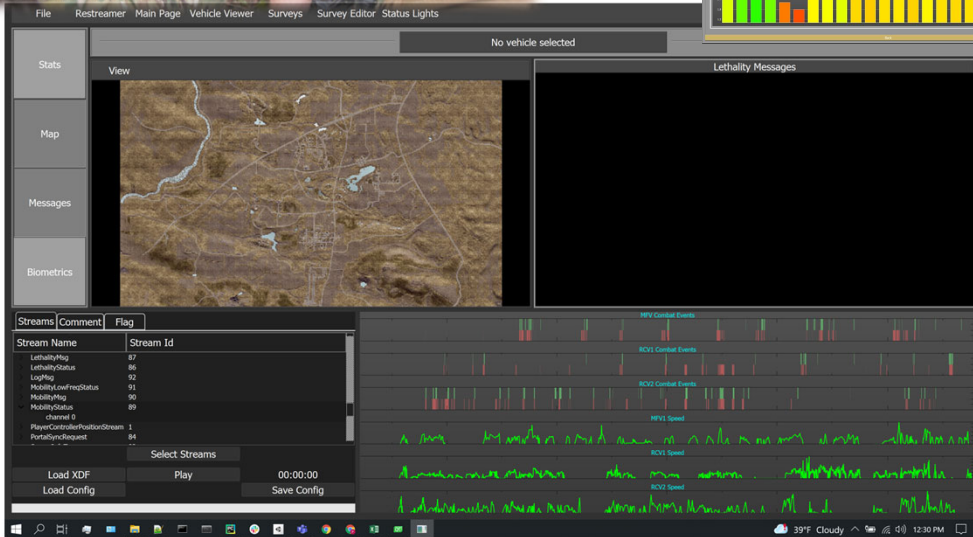 File Restreamer Main Page Vehicle Viewer Surveys Survey Editor Status Lights
No vehicle selected
Stats
Map
Messages
Biometrics
View
Lethality Messages
Streams Comment Flag
Stream Name Stream Id
LethalityMsg 87
LethalityStatus 86
LogMsg 92
MobilityLowFreqStatus 91
MobilityMsg 90
MobilityStatus 89
channel 0
PlayerControllerPositionStream 1
PortalSyncRequest 84
Select Streams
Load XDF Play 00:00:00
Load Config Save Config
MFV Combat Events
RCV1 Combat Events
RCV2 Combat Events
MFV1 Speed
RCV1 Speed
RCV2 Speed
39°F Cloudy 12:30 PM